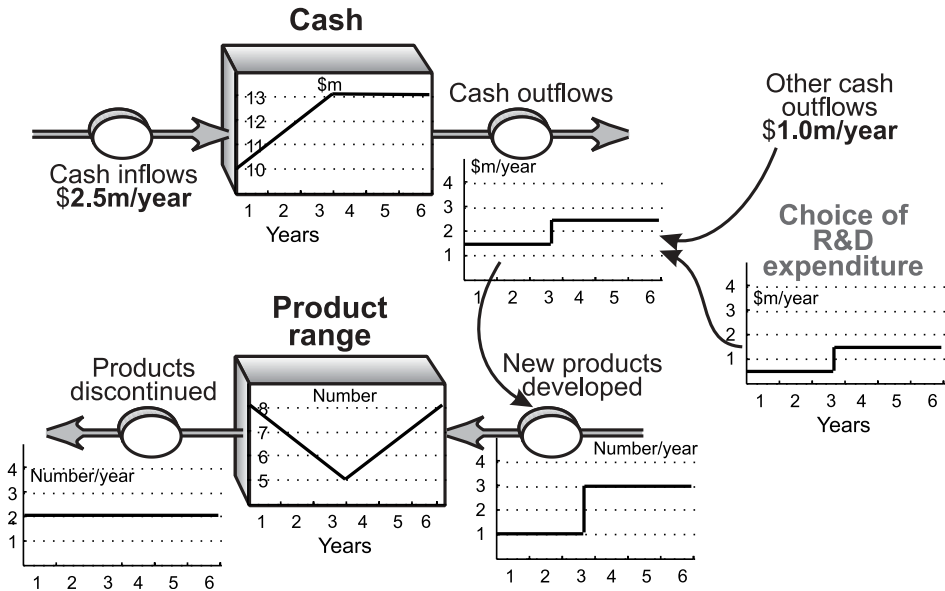 Cash
$m
13
12
11
10
1 2 3 4 5 6
Years
Cash inflows
$2.5m/year
Cash outflows
$m/year
4
3
2
1
1 2 3 4 5 6
Other cash
outflows
$1.0m/year
Choice of
R&D
expenditure
4
$m/year
3
2
1
1 2 3 4 5 6
Years
Product
range
Number
8
7
6
5
1 2 3 4 5 6
Years
Products
discontinued
4
Number/year
3
2
1
1 2 3 4 5 6
New products
developed
Number/year
4
3
2
1
1 2 3 4 5 6